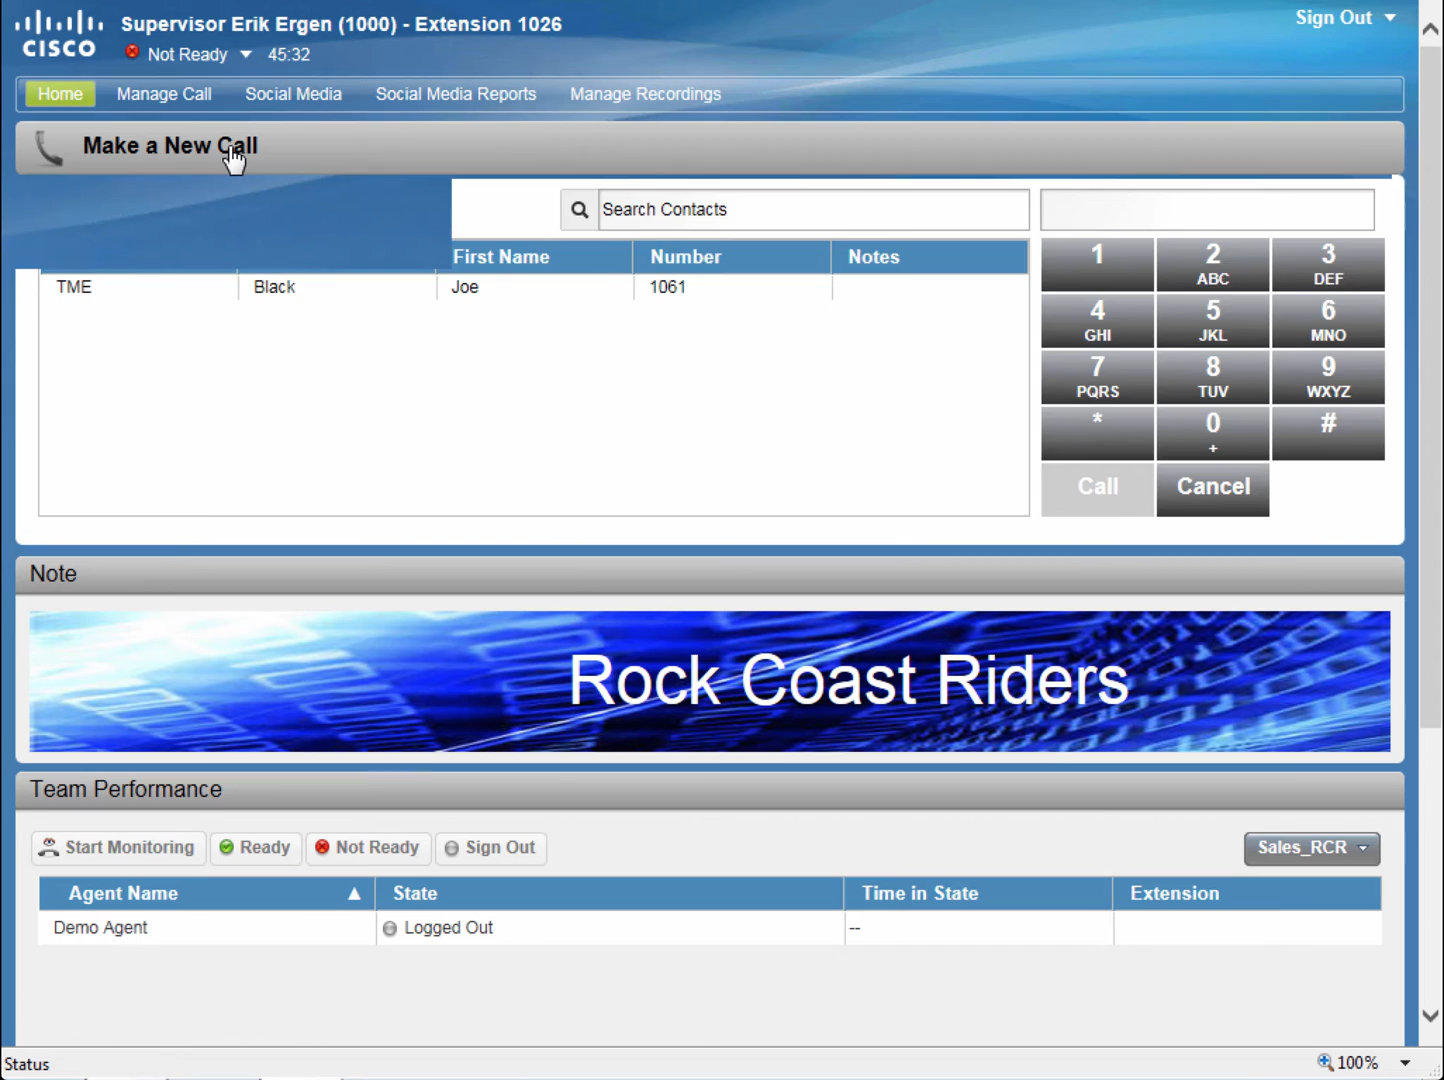 CISCO
Supervisor Erik Ergen (1000) - Extension 1026
Sign Out
Not Ready 45:32
Home Manage Call Social Media Social Media Reports Manage Recordings
Make a New Call
Search Contacts
First Name Number Notes
TME Black Joe 1061
1 2 3
ABC DEF
4 5 6
GHI JKL MNO
7 8 9
PQRS TUV WXYZ
* 0 #
+
Call Cancel
Note
Rock Coast Riders
Team Performance
Start Monitoring Ready Not Ready Sign Out Sales_RCR
Agent Name State Time in State Extension
Demo Agent Logged Out --
Status 100%